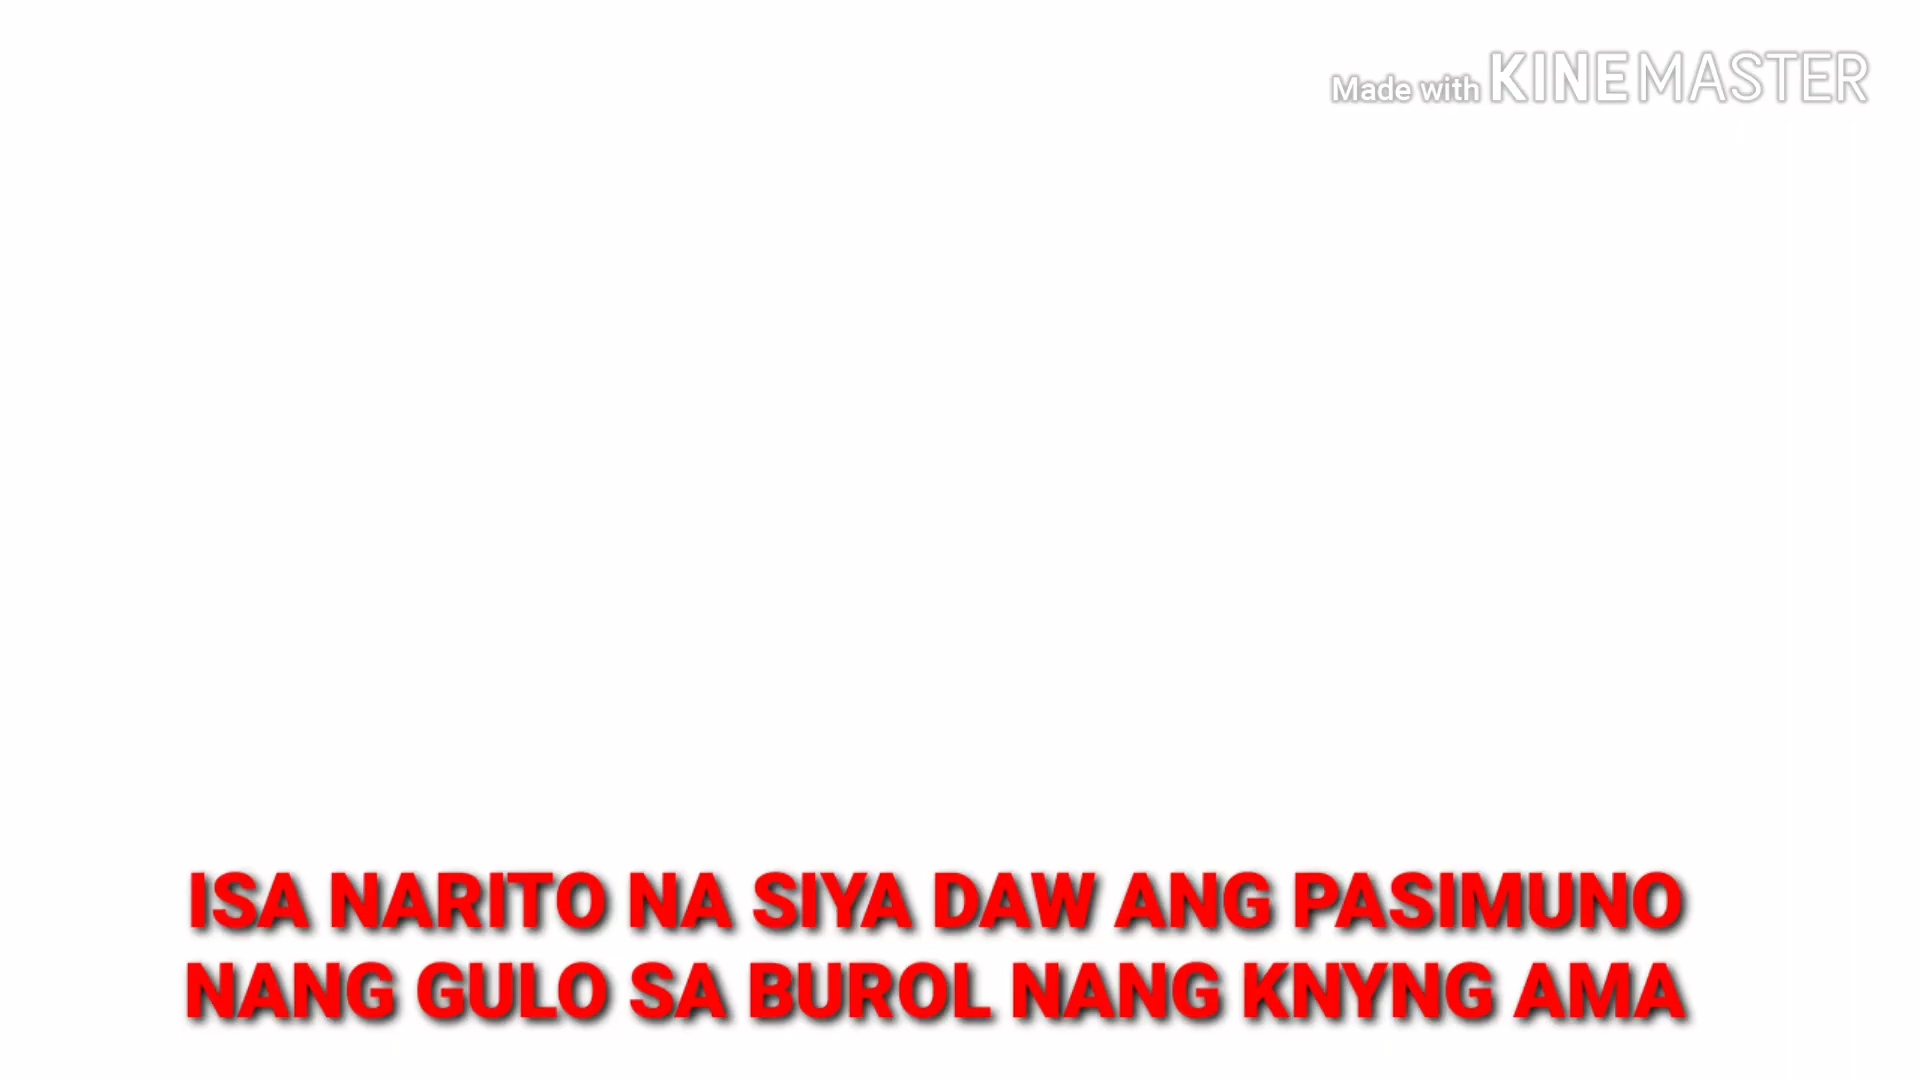 Made with KINEMASTER
ISA NARITO NA SIYA DAW ANG PASIMUNO
NANG GULO SA BUROL NANG KNYNG AMA